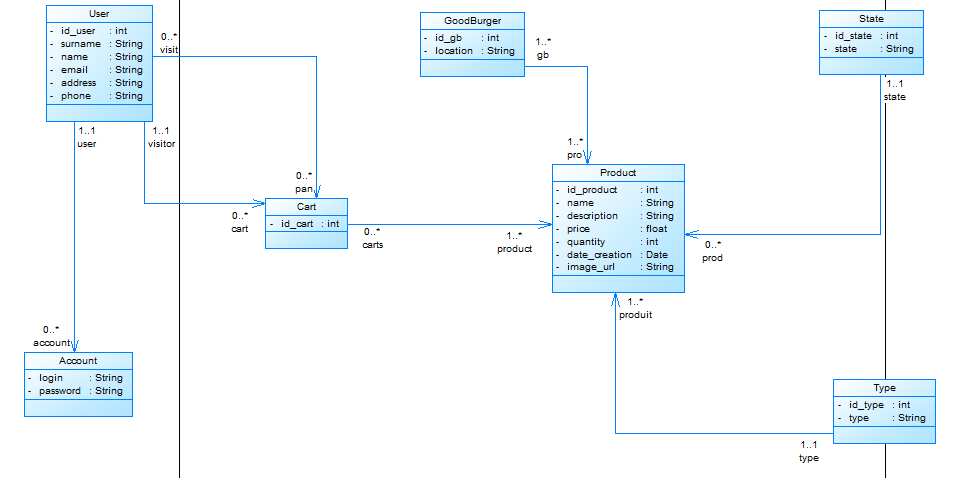 User
- id_user : int
- surname : String
- name : String
- email : String
- address : String
- phone : String
0..*
visit
1..1
user
1..1
visitor
GoodBurger
- id_gb : int
- location : String
1..*
gb
State
- id_state : int
- state : String
1..1
state
1..*
pro
0..*
pan
0..*
cart
Cart
- id_cart : int
0..*
carts
1..*
product
Product
- id_product : int
- name : String
- description : String
- price : float
- quantity : int
- date_creation : Date
- image_url : String
0..*
prod
1..*
produit
0..*
account
Account
- login : String
- password : String
Type
- id_type : int
- type : String
1..1
type